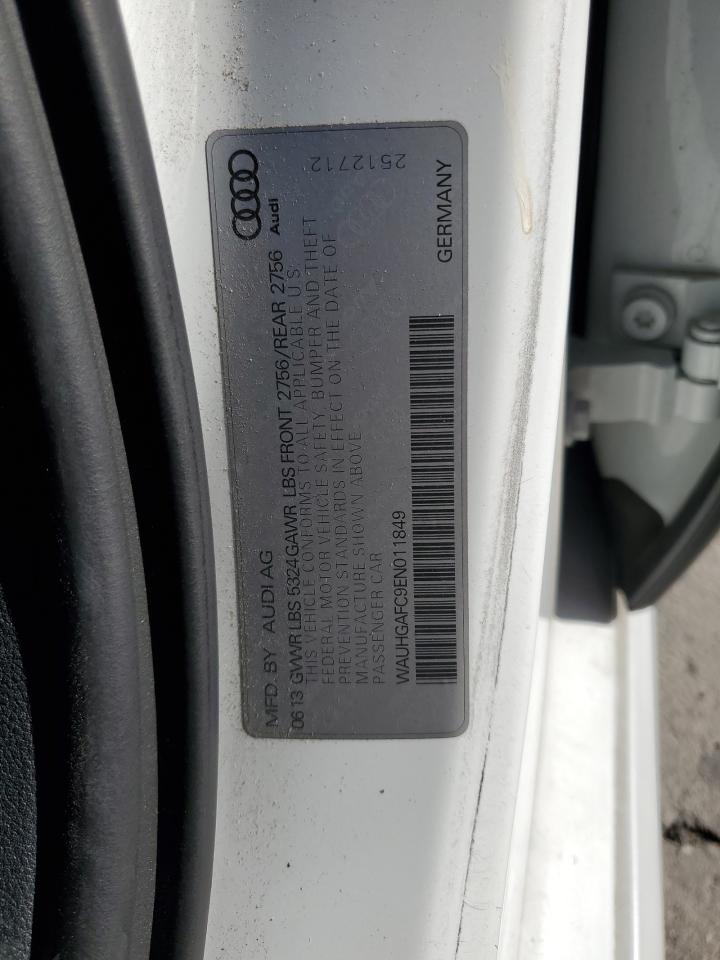 MFD. BY AUDI AG
Audi
0613 GVWR LBS 5324 GAWR LBS FRONT 2756/REAR 2756
THIS VEHICLE CONFORMS TO ALL APPLICABLE U.S.
FEDERAL MOTOR VEHICLE SAFETY, BUMPER AND THEFT
PREVENTION STANDARDS IN EFFECT ON THE DATE OF
MANUFACTURE SHOWN ABOVE
PASSENGER CAR
2512712
WAUHGAFC9EN011849
GERMANY